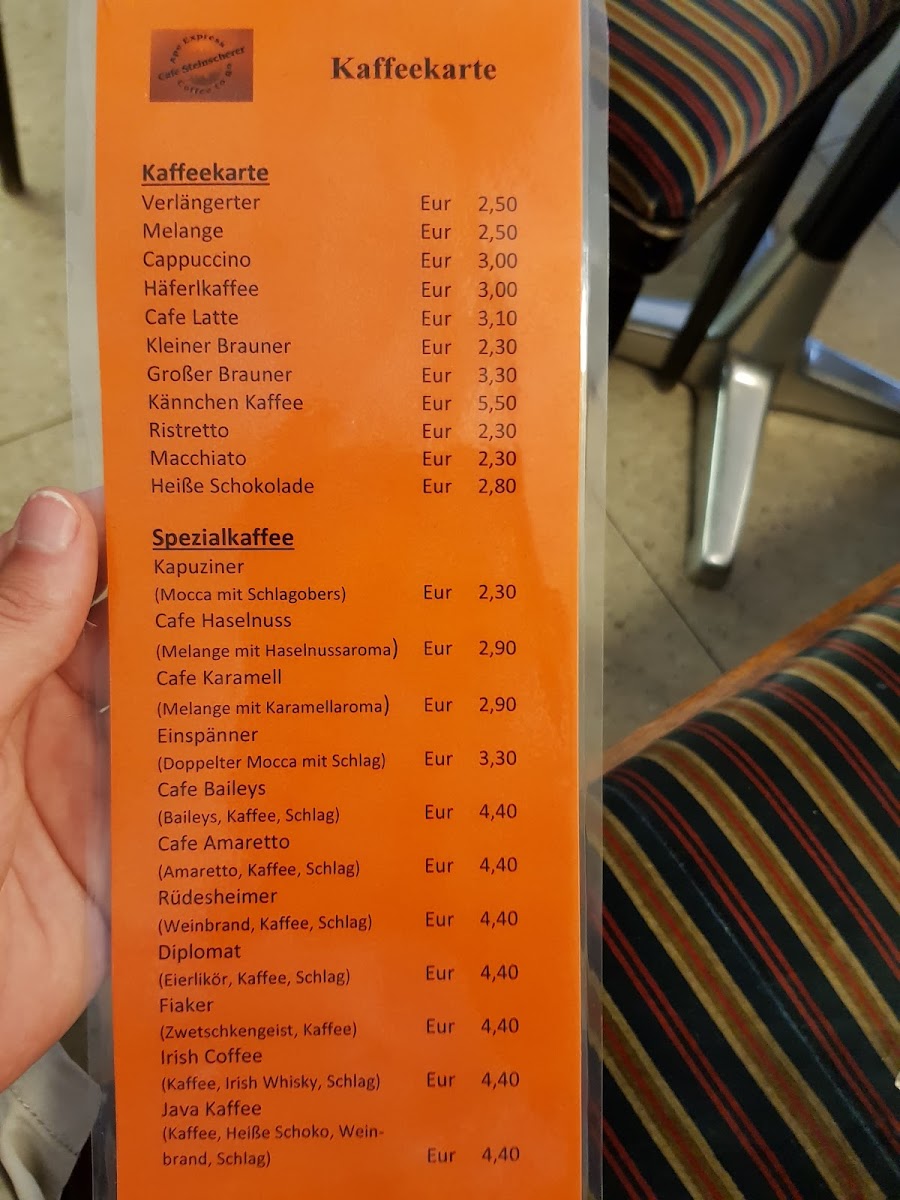 Ape Express
Cafe Steinscherer
Coffee to go
Kaffeekarte
Kaffeekarte
Verlängerter Eur 2,50
Melange Eur 2,50
Cappuccino Eur 3,00
Häferlkaffee Eur 3,00
Cafe Latte Eur 3,10
Kleiner Brauner Eur 2,30
Großer Brauner Eur 3,30
Kännchen Kaffee Eur 5,50
Ristretto Eur 2,30
Macchiato Eur 2,30
Heiße Schokolade Eur 2,80
Spezialkaffee
Kapuziner
(Mocca mit Schlagobers) Eur 2,30
Cafe Haselnuss
(Melange mit Haselnussaroma) Eur 2,90
Cafe Karamell
(Melange mit Karamellaroma) Eur 2,90
Einspänner
(Doppelter Mocca mit Schlag) Eur 3,30
Cafe Baileys
(Baileys, Kaffee, Schlag) Eur 4,40
Cafe Amaretto
(Amaretto, Kaffee, Schlag) Eur 4,40
Rüdesheimer
(Weinbrand, Kaffee, Schlag) Eur 4,40
Diplomat
(Eierlikör, Kaffee, Schlag) Eur 4,40
Fiaker
(Zwetschkengeist, Kaffee) Eur 4,40
Irish Coffee
(Kaffee, Irish Whisky, Schlag) Eur 4,40
Java Kaffee
(Kaffee, Heiße Schoko, Wein-
brand, Schlag) Eur 4,40